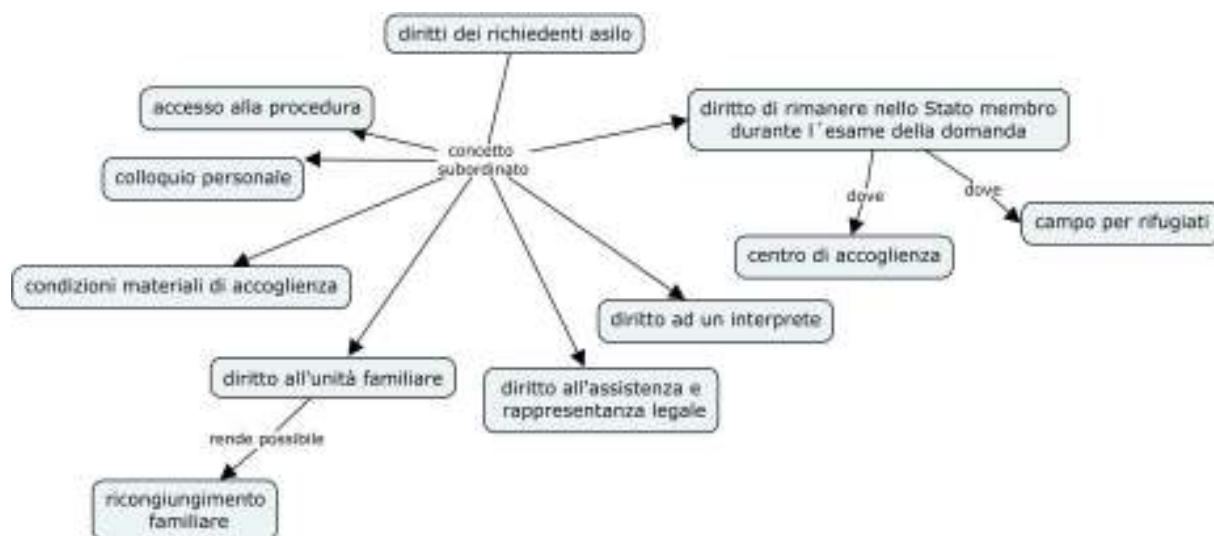 diritti dei richiedenti asilo
accesso alla procedura
diritto di rimanere nello Stato membro
durante l´esame della domanda
concetto
subordinato
colloquio personale
dove
dove
campo per rifugiati
centro di accoglienza
condizioni materiali di accoglienza
diritto ad un interprete
diritto all'unità familiare
diritto all'assistenza e
rappresentanza legale
rende possibile
ricongiungimento
familiare